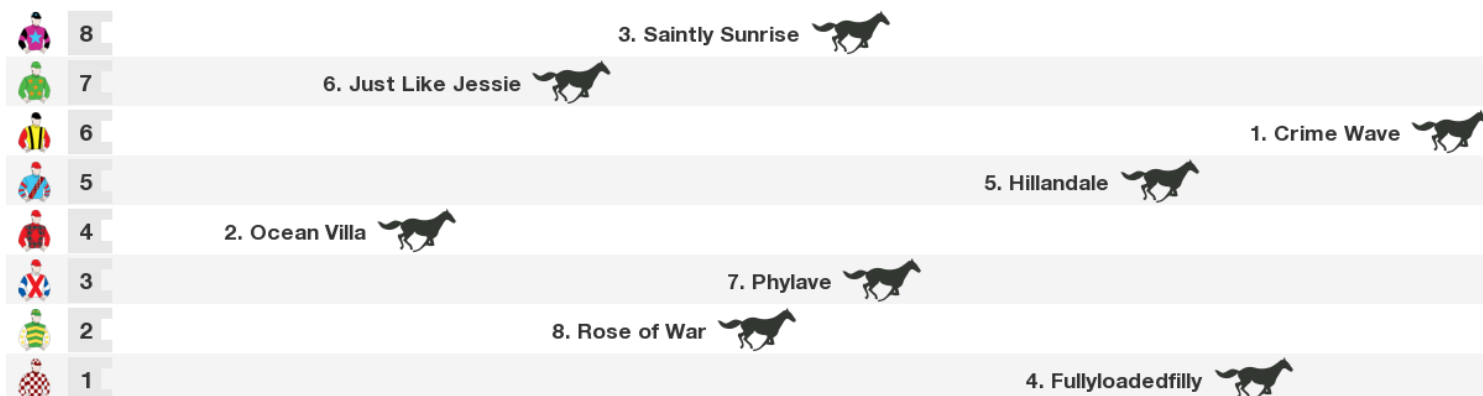 8 3. Saintly Sunrise
7 6. Just Like Jessie
6 1. Crime Wave
5 5. Hillandale
4 2. Ocean Villa
3 7. Phylave
2 8. Rose of War
1 4. Fullyloadedfilly